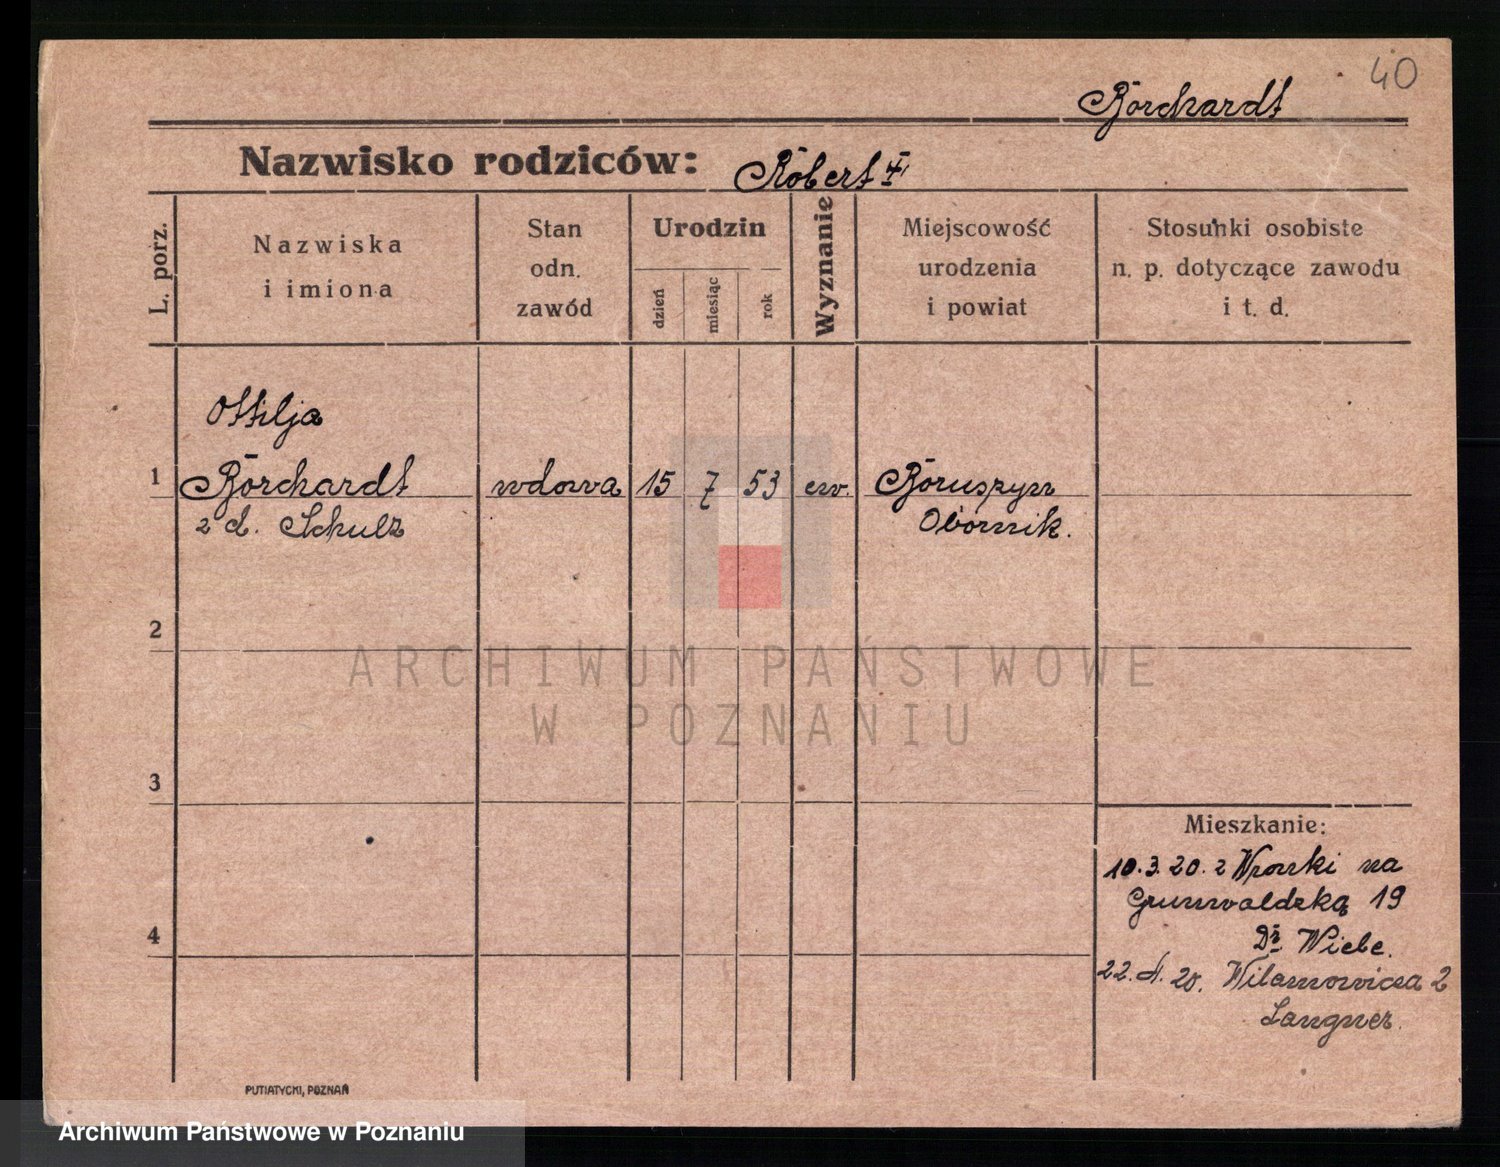 40
Borchardt
Nazwisko rodziców: Robert
L. porz.
Nazwiska
i imiona
Stan
odn.
zawód
Urodzin
dzień
miesiąc
rok
Wyznanie
Miejscowość
urodzenia
i powiat
Stosunki osobiste
n. p. dotyczące zawodu
i t. d.
Ottilja
1 Borchardt wdowa 15 7 53 ew. Boruszyn
z d. Schulz Obornik.
2
3
4
Mieszkanie:
10.3.20. z Wronki na
Grunwaldzką 19
Dr. Wiebe.
22.4.20. Wilamowicza 2
Langner.
PUTIATYCKI, POZNAŃ
ARCHIWUM PAŃSTWOWE
W POZNANIU
Archiwum Państwowe w Poznaniu